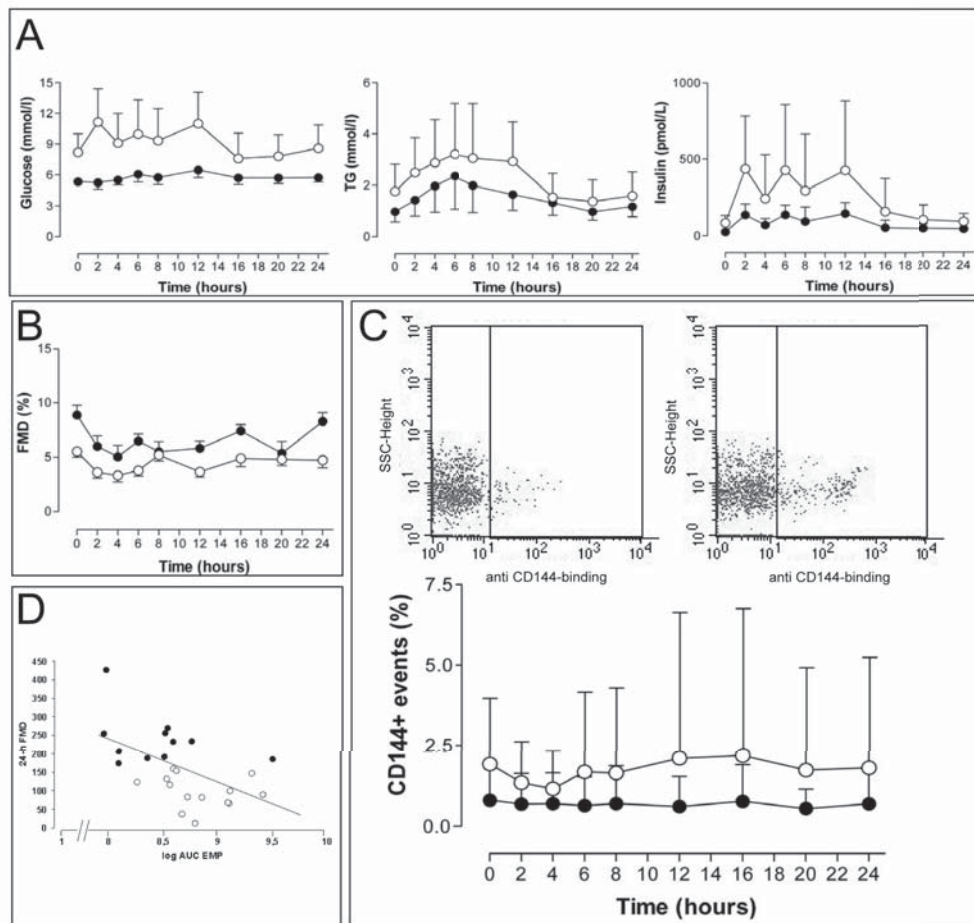 A
Glucose (mmol/l)
15
12
9
6
3
0
0 2 4 6 8 10 12 14 16 18 20 22 24
Time (hours)
TG (mmol/l)
6
4
2
0
0 2 4 6 8 10 12 14 16 18 20 22 24
Time (hours)
Insulin (pmol/L)
1000
500
0
0 2 4 6 8 10 12 14 16 18 20 22 24
Time (hours)
B
FMD (%)
15
10
5
0
0 2 4 6 8 10 12 14 16 18 20 22 24
Time (hours)
C
SSC-Height
10⁴
10³
10²
10¹
10⁰
10⁰ 10¹ 10² 10³ 10⁴
anti CD144-binding
SSC-Height
10⁴
10³
10²
10¹
10⁰
10⁰ 10¹ 10² 10³ 10⁴
anti CD144-binding
CD144+ events (%)
7.5
5.0
2.5
0.0
0 2 4 6 8 10 12 14 16 18 20 22 24
Time (hours)
D
24-h FMD
450
400
350
300
250
200
150
100
50
0
1 8 8.5 9 9.5 10
log AUC EMP